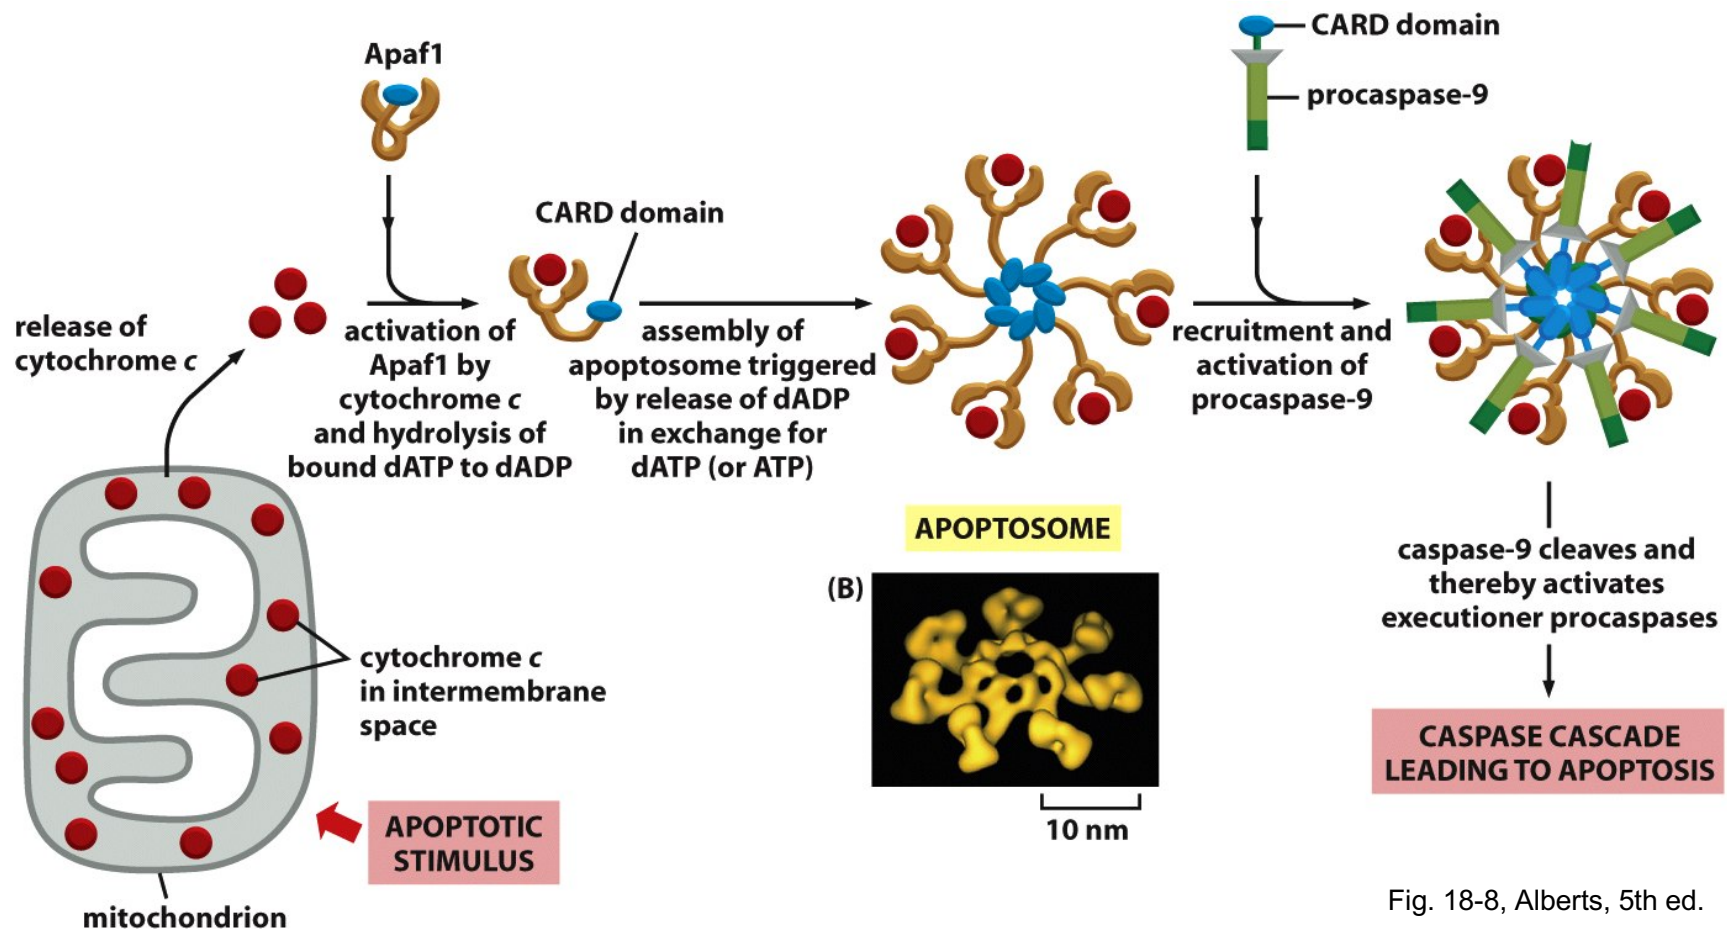 Apaf1
CARD domain
procaspase-9
CARD domain
release of
cytochrome c
activation of
Apaf1 by
cytochrome c
and hydrolysis of
bound dATP to dADP
assembly of
apoptosome triggered
by release of dADP
in exchange for
dATP (or ATP)
recruitment and
activation of
procaspase-9
APOPTOSOME
(B)
10 nm
caspase-9 cleaves and
thereby activates
executioner procaspases
CASPASE CASCADE
LEADING TO APOPTOSIS
cytochrome c
in intermembrane
space
APOPTOTIC
STIMULUS
mitochondrion
Fig. 18-8, Alberts, 5th ed.